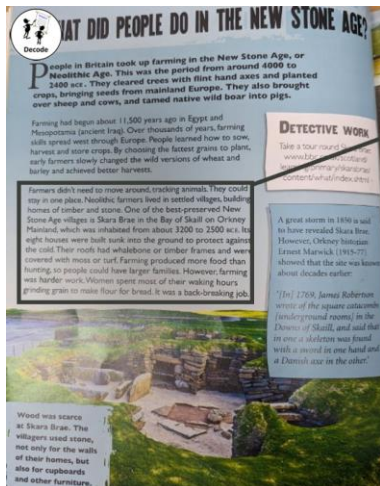 Decode
WHAT DID PEOPLE DO IN THE NEW STONE AGE?
People in Britain took up farming in the New Stone Age, or
Neolithic Age. This was the period from around 4000 to
2400 BCE. They cleared trees with flint hand axes and planted
crops, bringing seeds from mainland Europe. They also brought
over sheep and cows, and tamed native wild boar into pigs.
Farming had begun about 11,500 years ago in Egypt and
Mesopotamia (ancient Iraq). Over thousands of years, farming
skills spread west through Europe. People learned how to sow,
harvest and store crops. By choosing the fastest grains to plant,
early farmers slowly changed the wild versions of wheat and
barley and achieved better harvests.
Farmers didn't need to move around, tracking animals. They could
stay in one place. Neolithic farmers lived in settled villages, building
homes of timber and stone. One of the best-preserved New
Stone Age villages is Skara Brae in the Bay of Skaill on Orkney
Mainland, which was inhabited from about 3200 to 2500 BCE. Its
eight houses were built sunk into the ground to protect against
the cold. Their roofs had whalebone or timber frames and were
covered with moss or turf. Farming produced more food than
hunting, so people could have larger families. However, farming
was harder work. Women spent most of their waking hours
grinding grain to make flour for bread. It was a back-breaking job.
DETECTIVE WORK
Take a tour round Skara Brae
www.bbc.co.uk/scotland/
content/what/index.shtml
A great storm in 1850 is said
to have revealed Skara Brae.
However, Orkney historian
Ernest Marwick (1915–77)
showed that the site was known
about decades earlier:
'[In] 1769, James Robertson
wrote of the square catacombs
[underground rooms] in the
Downs of Skaill, and said that
in one a skeleton was found
with a sword in one hand and
a Danish axe in the other.'
Wood was scarce
at Skara Brae. The
villagers used stone,
not only for the walls
of their homes, but
also for cupboards
and other furniture.